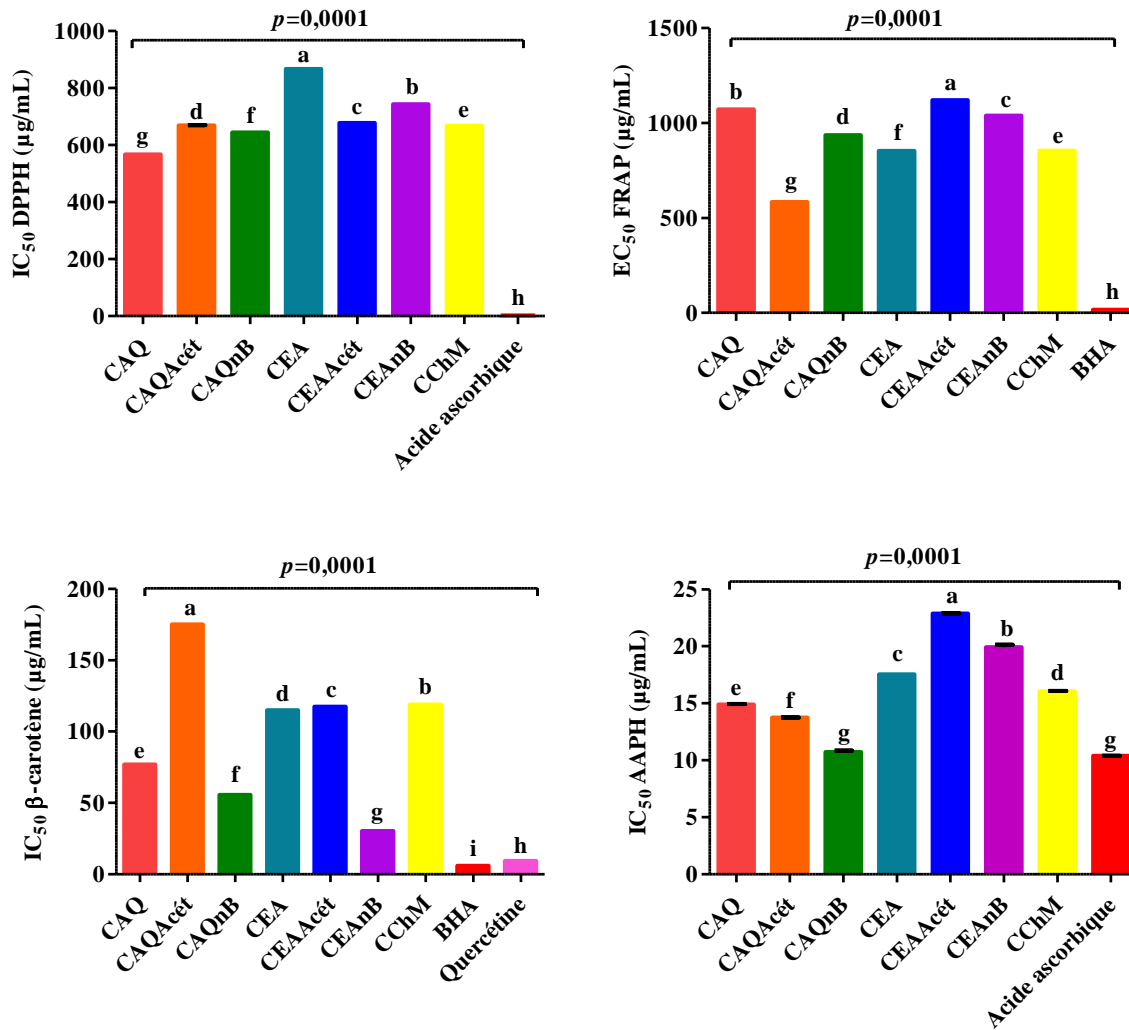 p=0,0001
IC50 DPPH (µg/mL)
1000
800
600
400
200
0
g
d
f
a
c
b
e
h
CAQ
CAQAcét
CAQnB
CEA
CEAAcét
CEAnB
CChM
Acide ascorbique
p=0,0001
EC50 FRAP (µg/mL)
1500
1000
500
0
b
g
d
f
a
c
e
h
CAQ
CAQAcét
CAQnB
CEA
CEAAcét
CEAnB
CChM
BHA
p=0,0001
IC50 β-carotène (µg/mL)
200
150
100
50
0
e
a
f
d
c
g
b
i
h
CAQ
CAQAcét
CAQnB
CEA
CEAAcét
CEAnB
CChM
BHA
Quercétine
p=0,0001
IC50 AAPH (µg/mL)
25
20
15
10
5
0
e
f
g
c
a
b
d
g
CAQ
CAQAcét
CAQnB
CEA
CEAAcét
CEAnB
CChM
Acide ascorbique